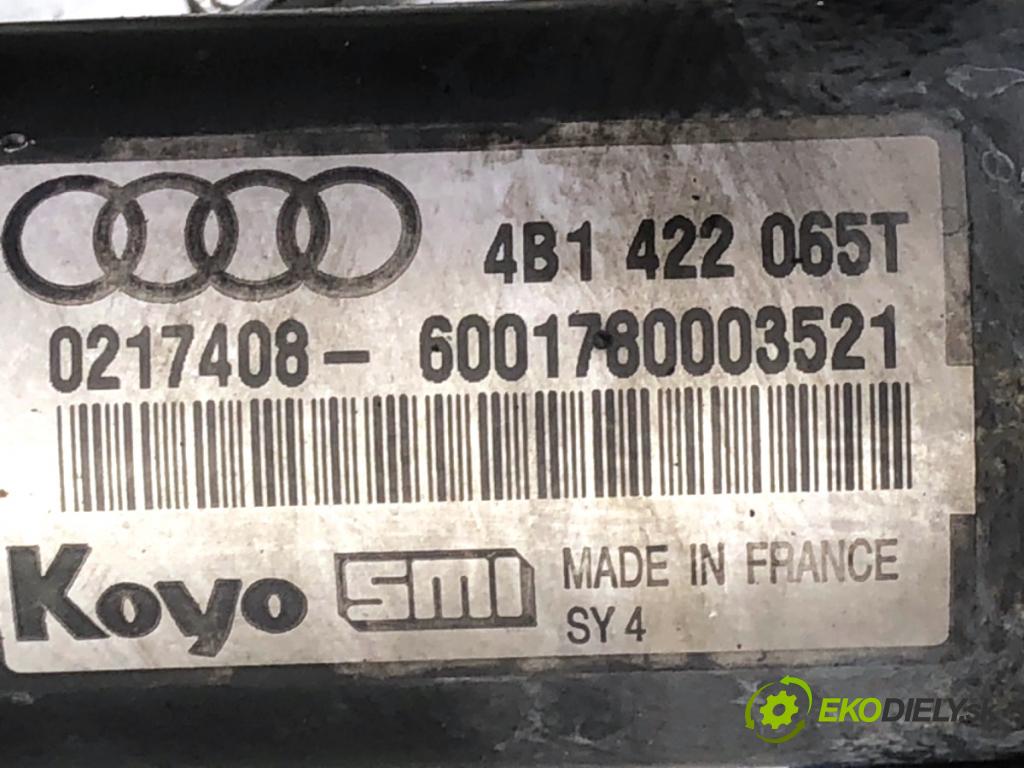 4B1 422 065T
0217408- 6001780003521
Koyo SMI MADE IN FRANCE
SY 4
EKODIELY.SK